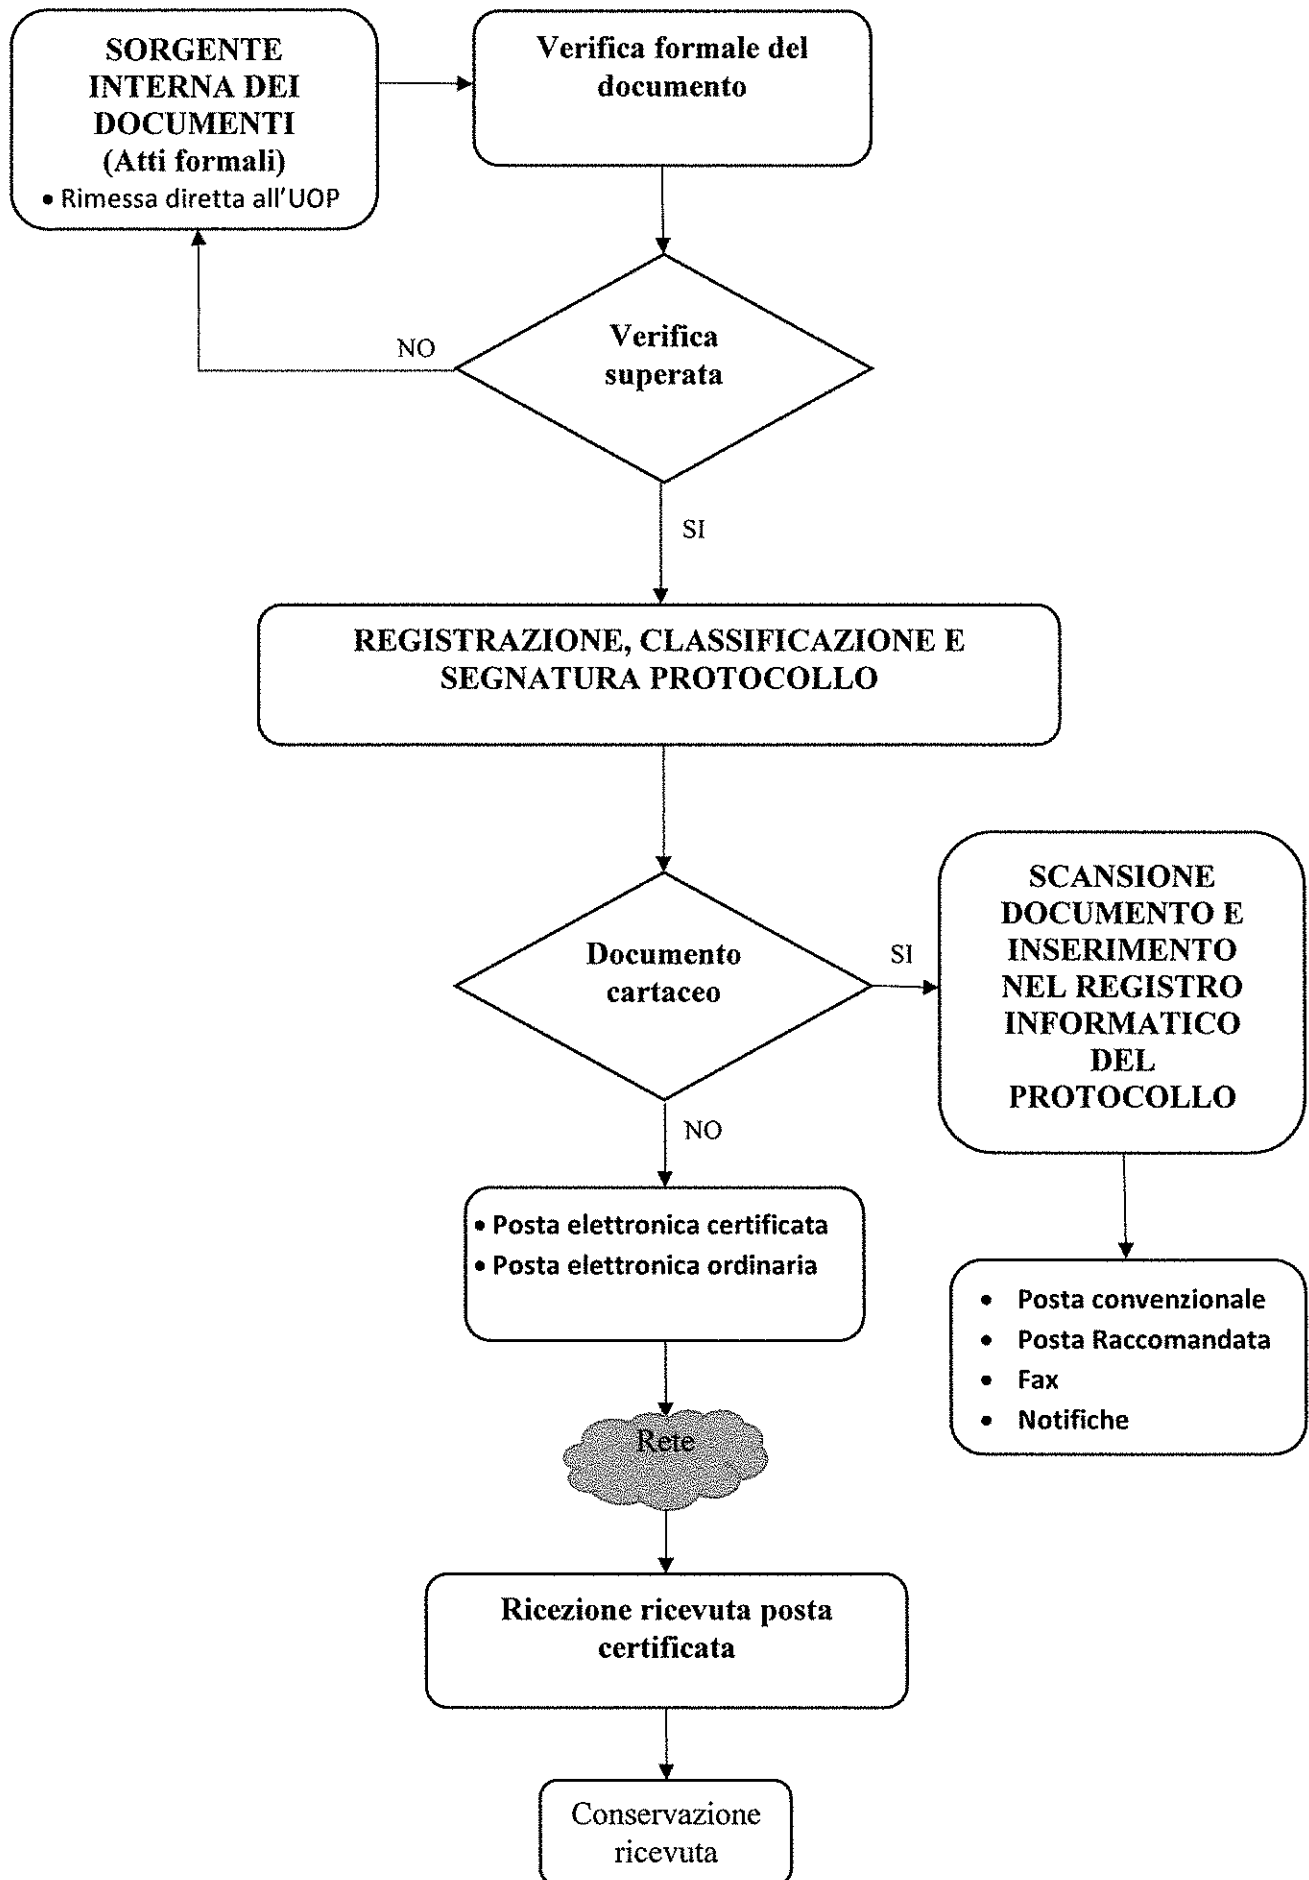 SORGENTE
INTERNA DEI
DOCUMENTI
(Atti formali)
• Rimessa diretta all'UOP
Verifica formale del
documento
Verifica
superata
NO
SI
REGISTRAZIONE, CLASSIFICAZIONE E
SEGNATURA PROTOCOLLO
Documento
cartaceo
SI
SCANSIONE
DOCUMENTO E
INSERIMENTO
NEL REGISTRO
INFORMATICO
DEL
PROTOCOLLO
NO
• Posta elettronica certificata
• Posta elettronica ordinaria
• Posta convenzionale
• Posta Raccomandata
• Fax
• Notifiche
Rete
Ricezione ricevuta posta
certificata
Conservazione
ricevuta